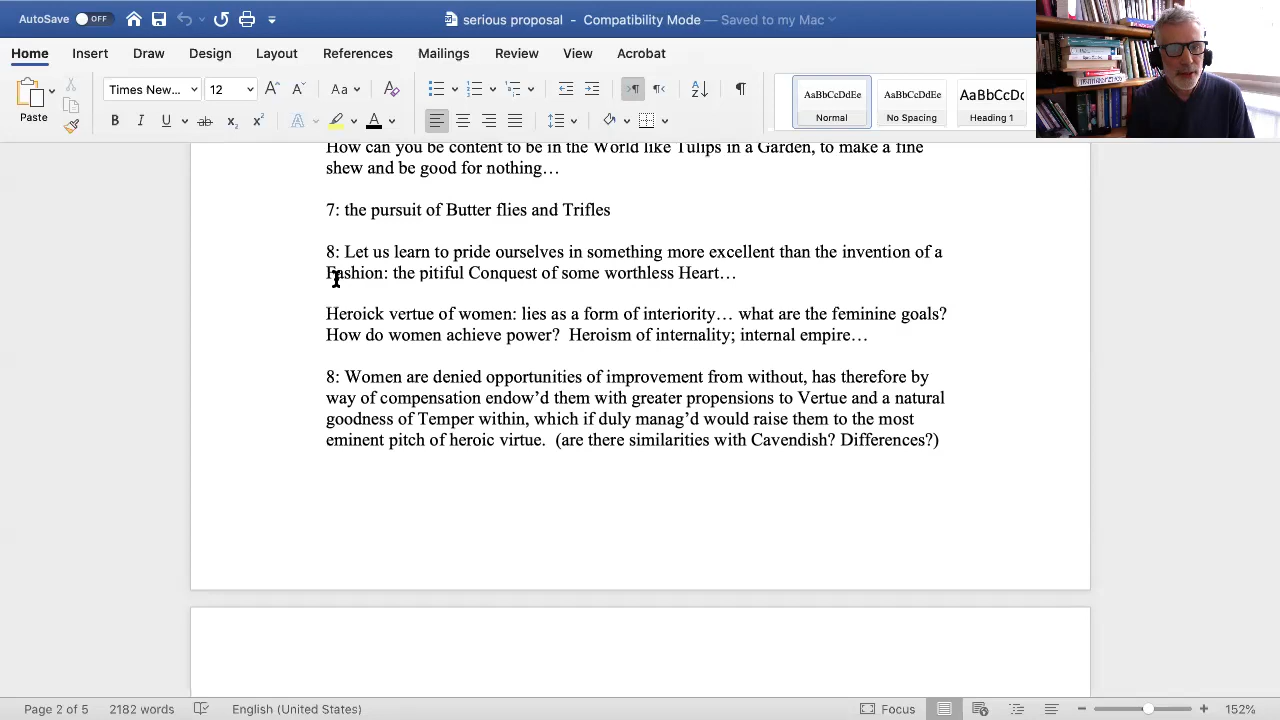 AutoSave OFF
serious proposal - Compatibility Mode — Saved to my Mac
Home Insert Draw Design Layout References Mailings Review View Acrobat
Times New... 12
Paste
AaBbCcDdEe AaBbCcDdEe AaBbCcDc
Normal No Spacing Heading 1
How can you be content to be in the World like Tulips in a Garden, to make a fine
shew and be good for nothing…
7: the pursuit of Butter flies and Trifles
8: Let us learn to pride ourselves in something more excellent than the invention of a
Fashion: the pitiful Conquest of some worthless Heart…
Heroick vertue of women: lies as a form of interiority… what are the feminine goals?
How do women achieve power?  Heroism of internality; internal empire…
8: Women are denied opportunities of improvement from without, has therefore by
way of compensation endow’d them with greater propensions to Vertue and a natural
goodness of Temper within, which if duly manag’d would raise them to the most
eminent pitch of heroic virtue.  (are there similarities with Cavendish? Differences?)
Page 2 of 5 2182 words English (United States) Focus 152%